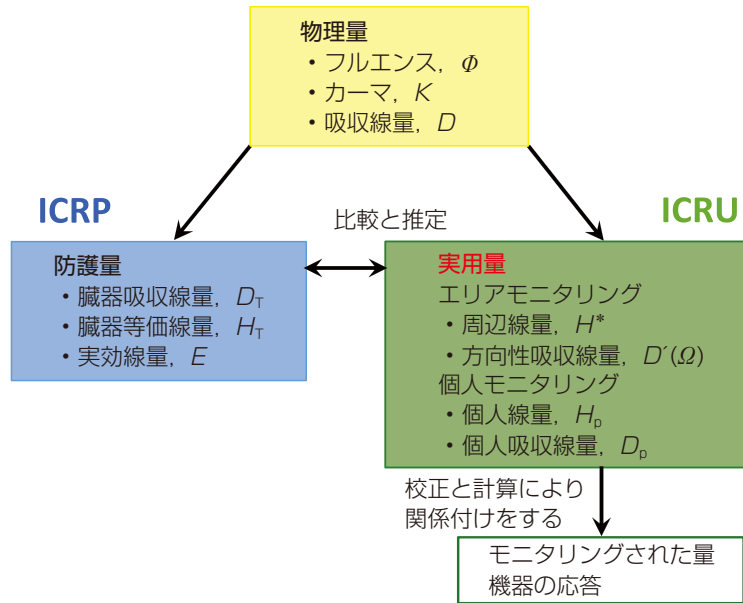 物理量
・フルエンス，Φ
・カーマ，K
・吸収線量，D
ICRP
ICRU
比較と推定
防護量
・臓器吸収線量，D_T
・臓器等価線量，H_T
・実効線量，E
実用量
エリアモニタリング
・周辺線量，H*
・方向性吸収線量，D´(Ω)
個人モニタリング
・個人線量，H_p
・個人吸収線量，D_p
校正と計算により
関係付けをする
モニタリングされた量
機器の応答